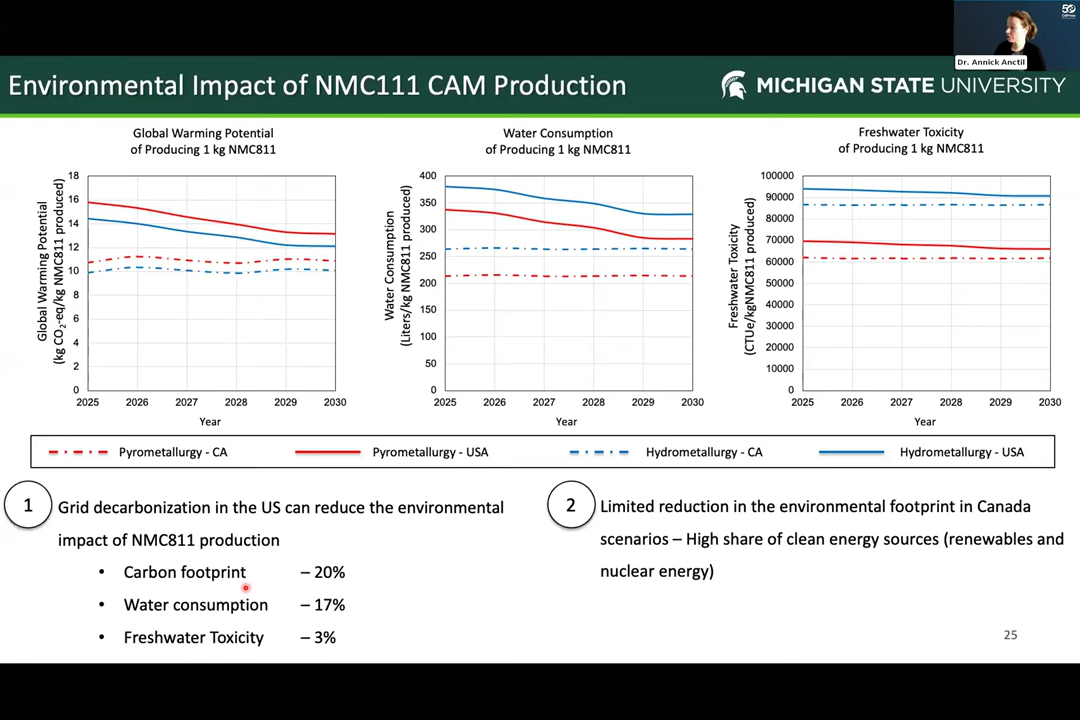 50
Dr. Annick Anctil
Environmental Impact of NMC111 CAM Production
MICHIGAN STATE UNIVERSITY
Global Warming Potential
of Producing 1 kg NMC811
Global Warming Potential
(kg CO2-eq/kg NMC811 produced)
18
16
14
12
10
8
6
4
2
0
2025 2026 2027 2028 2029 2030
Year
Water Consumption
of Producing 1 kg NMC811
Water Consumption
(Liters/kg NMC811 produced)
400
350
300
250
200
150
100
50
0
2025 2026 2027 2028 2029 2030
Year
Freshwater Toxicity
of Producing 1 kg NMC811
Freshwater Toxicity
(CTUe/kgNMC811 produced)
100000
90000
80000
70000
60000
50000
40000
30000
20000
10000
0
2025 2026 2027 2028 2029 2030
Year
Pyrometallurgy - CA
Pyrometallurgy - USA
Hydrometallurgy - CA
Hydrometallurgy - USA
1
Grid decarbonization in the US can reduce the environmental
impact of NMC811 production
• Carbon footprint – 20%
• Water consumption – 17%
• Freshwater Toxicity – 3%
2
Limited reduction in the environmental footprint in Canada
scenarios – High share of clean energy sources (renewables and
nuclear energy)
25